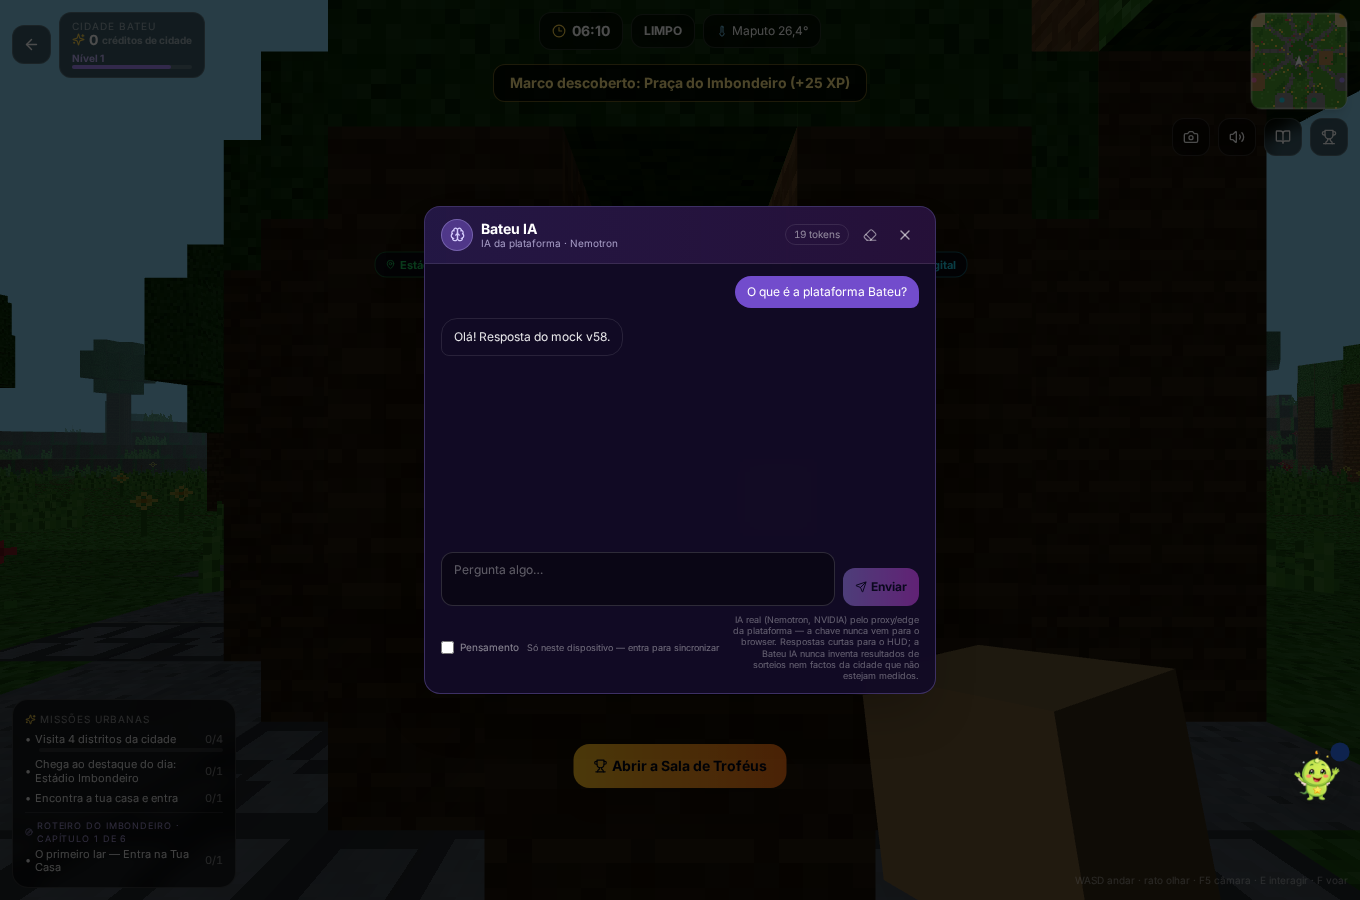 CIDADE BATEU
0 créditos de cidade
Nível 1
06:10
LIMPO
Maputo 26,4°
Marco descoberto: Praça do Imbondeiro (+25 XP)
Bateu IA
IA da plataforma · Nemotron
19 tokens
Está
gital
O que é a plataforma Bateu?
Olá! Resposta do mock v58.
Pergunta algo...
Enviar
Pensamento
Só neste dispositivo — entra para sincronizar
IA real (Nemotron, NVIDIA) pelo proxy/edge
da plataforma — a chave nunca vem para o
browser. Respostas curtas para o HUD; a
Bateu IA nunca inventa resultados de
sorteios nem factos da cidade que não
estejam medidos.
MISSÕES URBANAS
• Visita 4 distritos da cidade 0/4
• Chega ao destaque do dia:
Estádio Imbondeiro 0/1
• Encontra a tua casa e entra 0/1
ROTEIRO DO IMBONDEIRO ·
CAPÍTULO 1 DE 6
• O primeiro lar — Entra na Tua
Casa 0/1
Abrir a Sala de Troféus
WASD andar · rato olhar · F5 câmara · E interagir · F voar